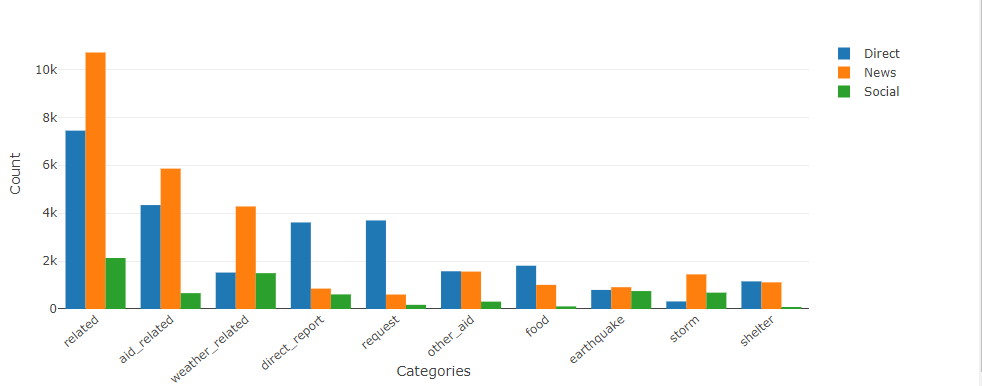 Direct
News
Social
10k
8k
6k
4k
2k
0
Count
related
aid_related
weather_related
direct_report
request
other_aid
food
earthquake
storm
shelter
Categories